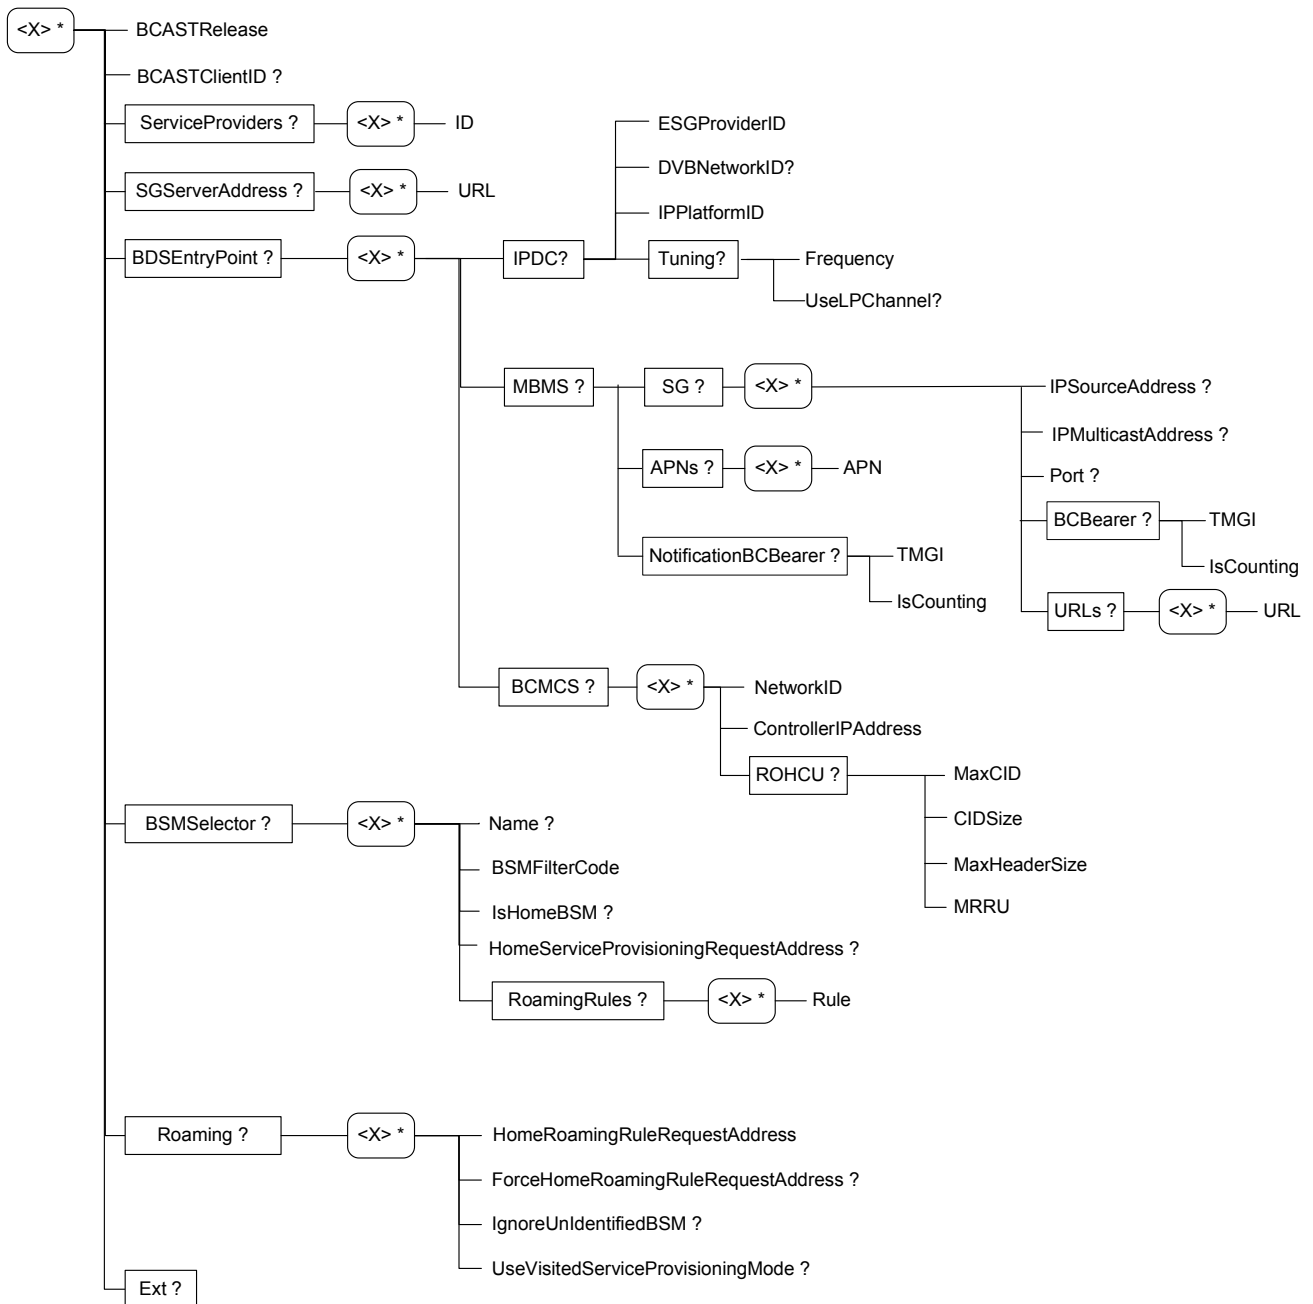 <X> *
BCASTRelease
BCASTClientID ?
ServiceProviders ?
<X> *
ID
SGServerAddress ?
<X> *
URL
BDSEntryPoint ?
<X> *
IPDC?
ESGProviderID
DVBNetworkID?
IPPlatformID
Tuning?
Frequency
UseLPChannel?
MBMS ?
SG ?
<X> *
IPSourceAddress ?
IPMulticastAddress ?
Port ?
BCBearer ?
TMGI
IsCounting
URLs ?
<X> *
URL
APNs ?
<X> *
APN
NotificationBCBearer ?
TMGI
IsCounting
BCMCS ?
<X> *
NetworkID
ControllerIPAddress
ROHCU ?
MaxCID
CIDSize
MaxHeaderSize
MRRU
BSMSelector ?
<X> *
Name ?
BSMFilterCode
IsHomeBSM ?
HomeServiceProvisioningRequestAddress ?
RoamingRules ?
<X> *
Rule
Roaming ?
<X> *
HomeRoamingRuleRequestAddress
ForceHomeRoamingRuleRequestAddress ?
IgnoreUnIdentifiedBSM ?
UseVisitedServiceProvisioningMode ?
Ext ?